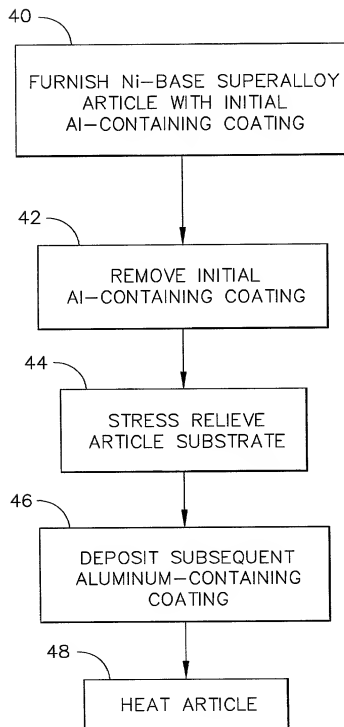 40
FURNISH Ni-BASE SUPERALLOY
ARTICLE WITH INITIAL
Al-CONTAINING COATING
42
REMOVE INITIAL
Al-CONTAINING COATING
44
STRESS RELIEVE
ARTICLE SUBSTRATE
46
DEPOSIT SUBSEQUENT
ALUMINUM-CONTAINING
COATING
48
HEAT ARTICLE